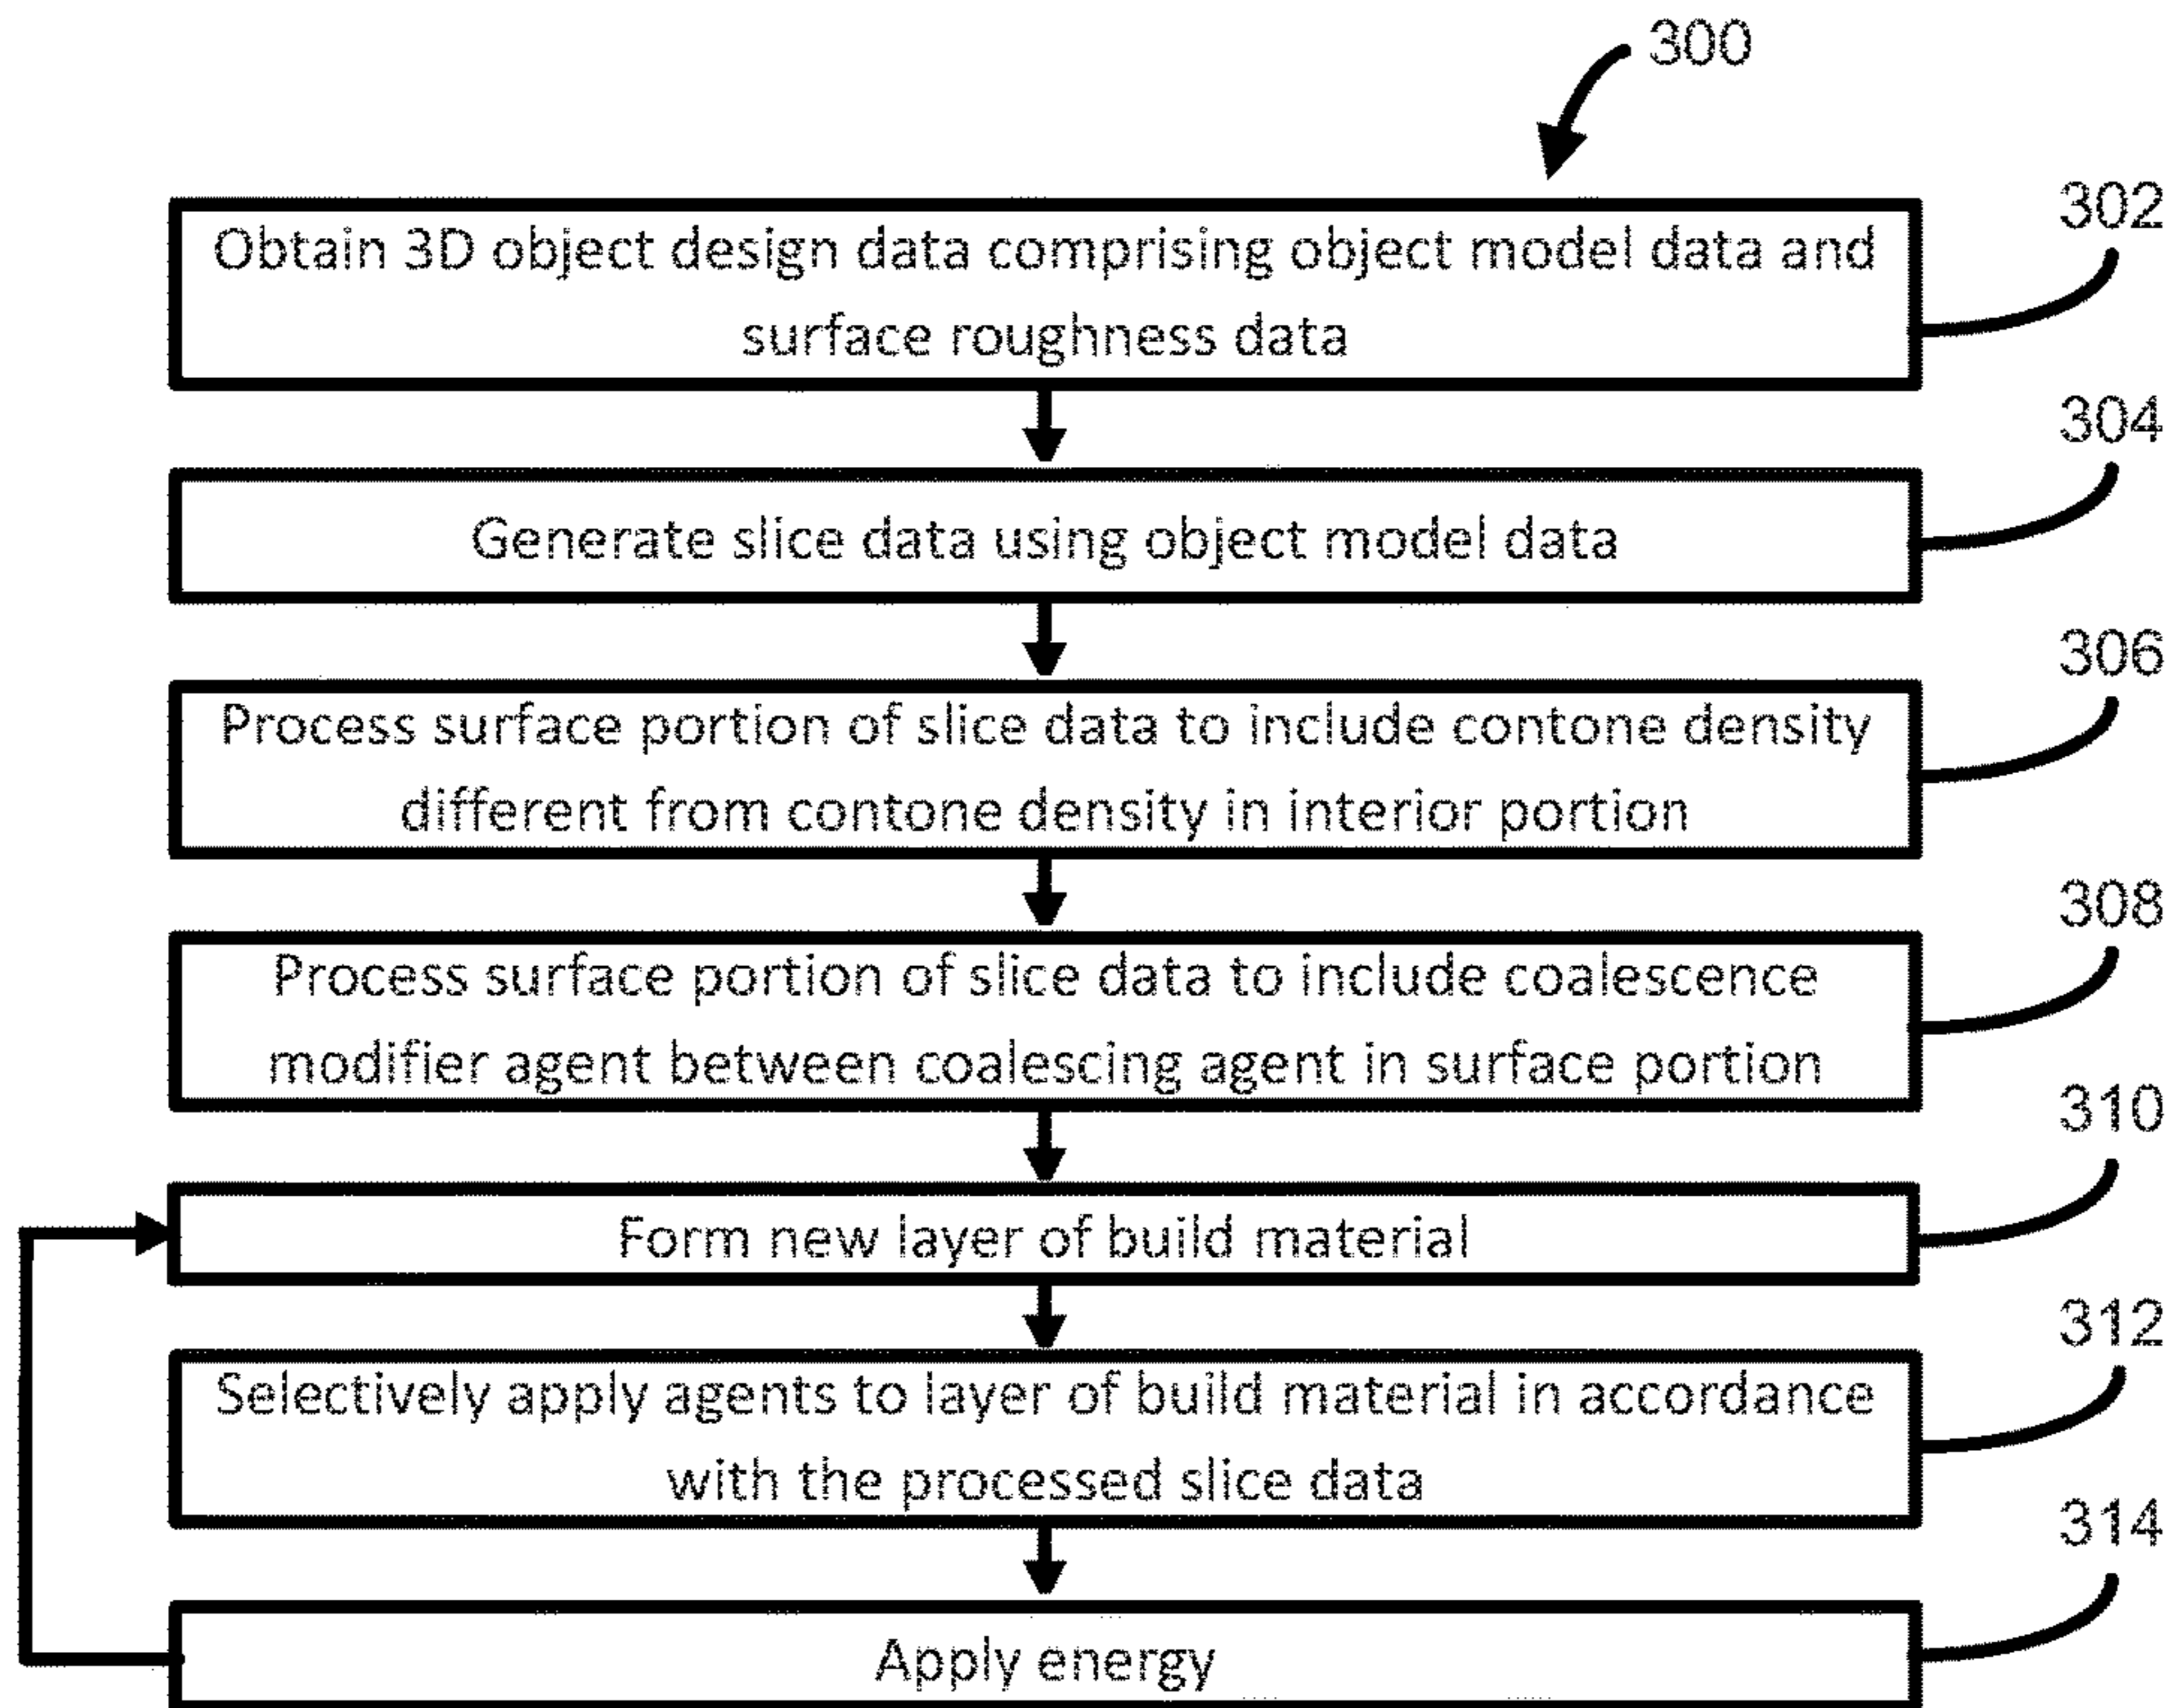 300
302
Obtain 3D object design data comprising object model data and
surface roughness data
304
Generate slice data using object model data
306
Process surface portion of slice data to include contone density
different from contone density in interior portion
308
Process surface portion of slice data to include coalescence
modifier agent between coalescing agent in surface portion
310
Form new layer of build material
312
Selectively apply agents to layer of build material in accordance
with the processed slice data
314
Apply energy